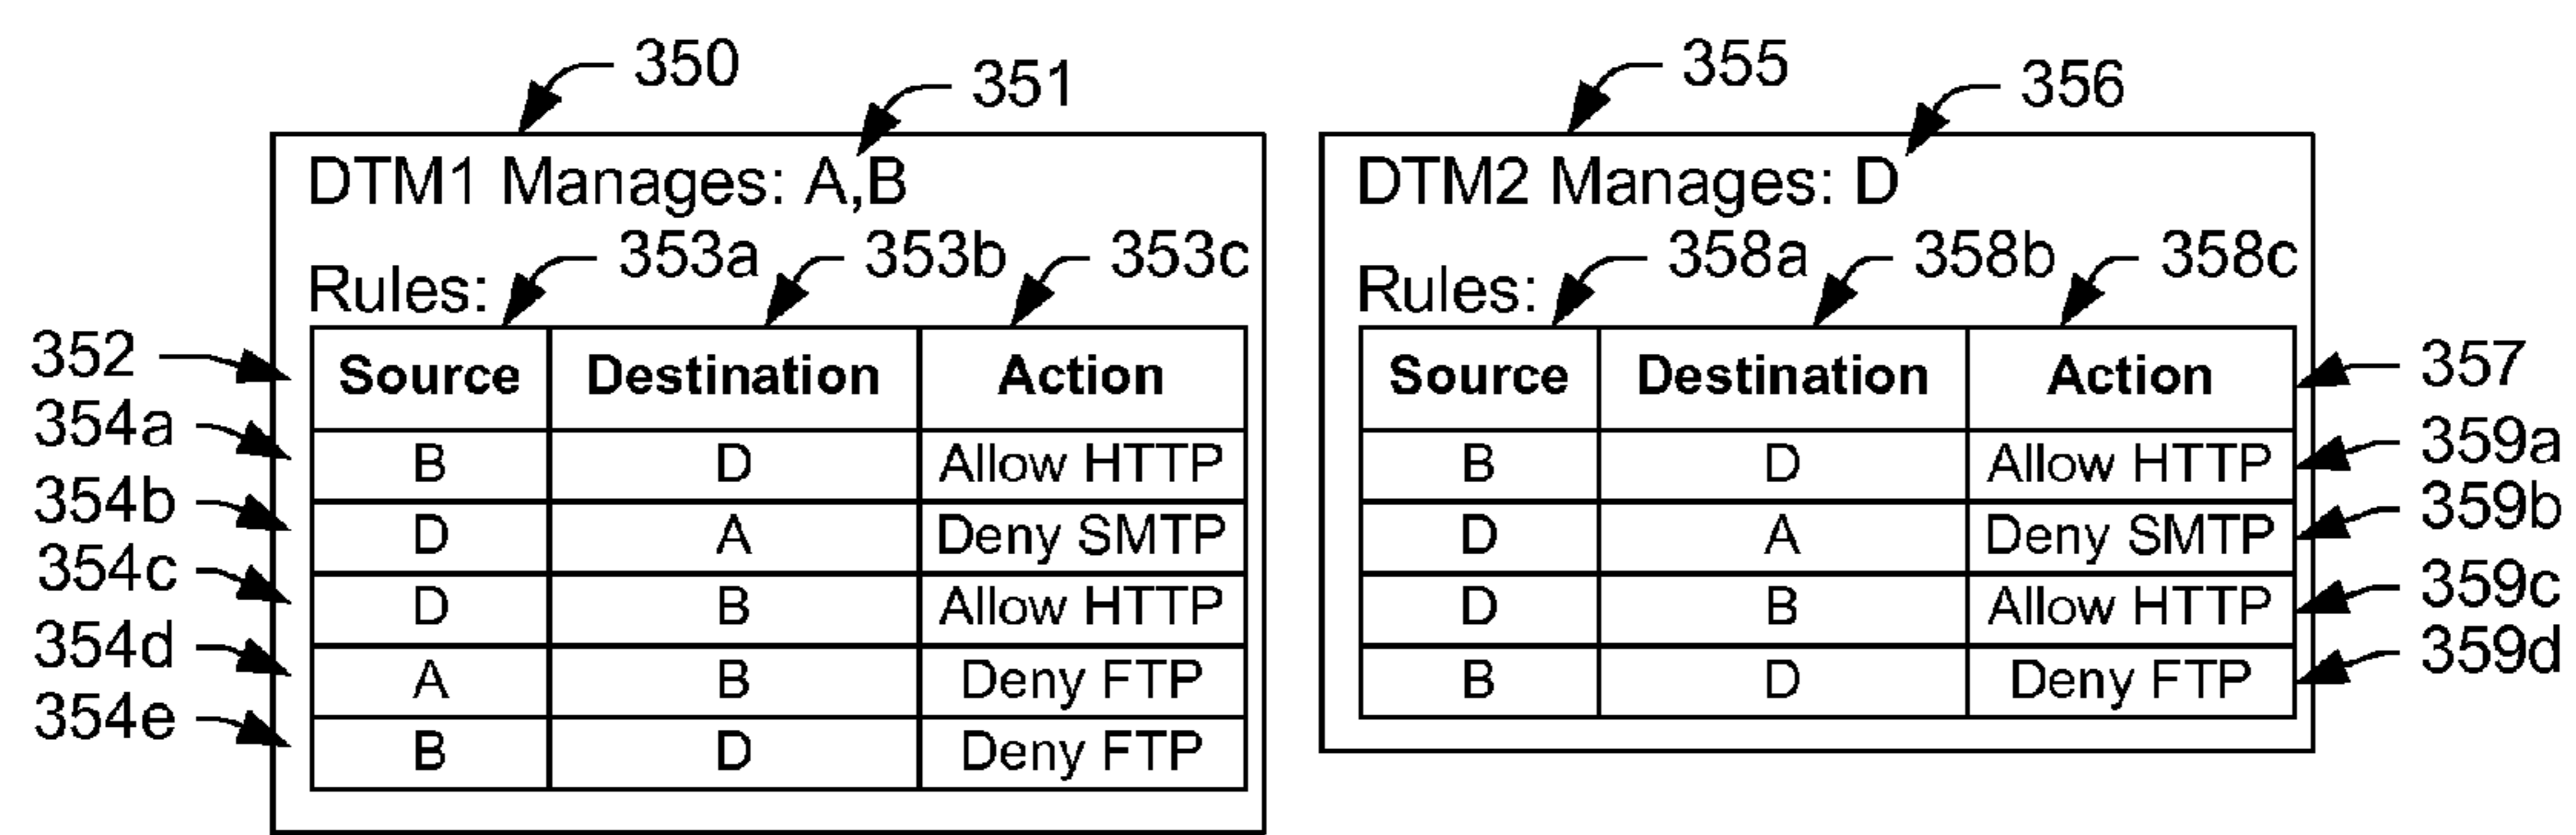 350
351
DTM1 Manages: A,B
353a 353b 353c
Rules:
352 Source Destination Action
354a B D Allow HTTP
354b D A Deny SMTP
354c D B Allow HTTP
354d A B Deny FTP
354e B D Deny FTP
355
356
DTM2 Manages: D
358a 358b 358c
Rules:
Source Destination Action 357
B D Allow HTTP 359a
D A Deny SMTP 359b
D B Allow HTTP 359c
B D Deny FTP 359d